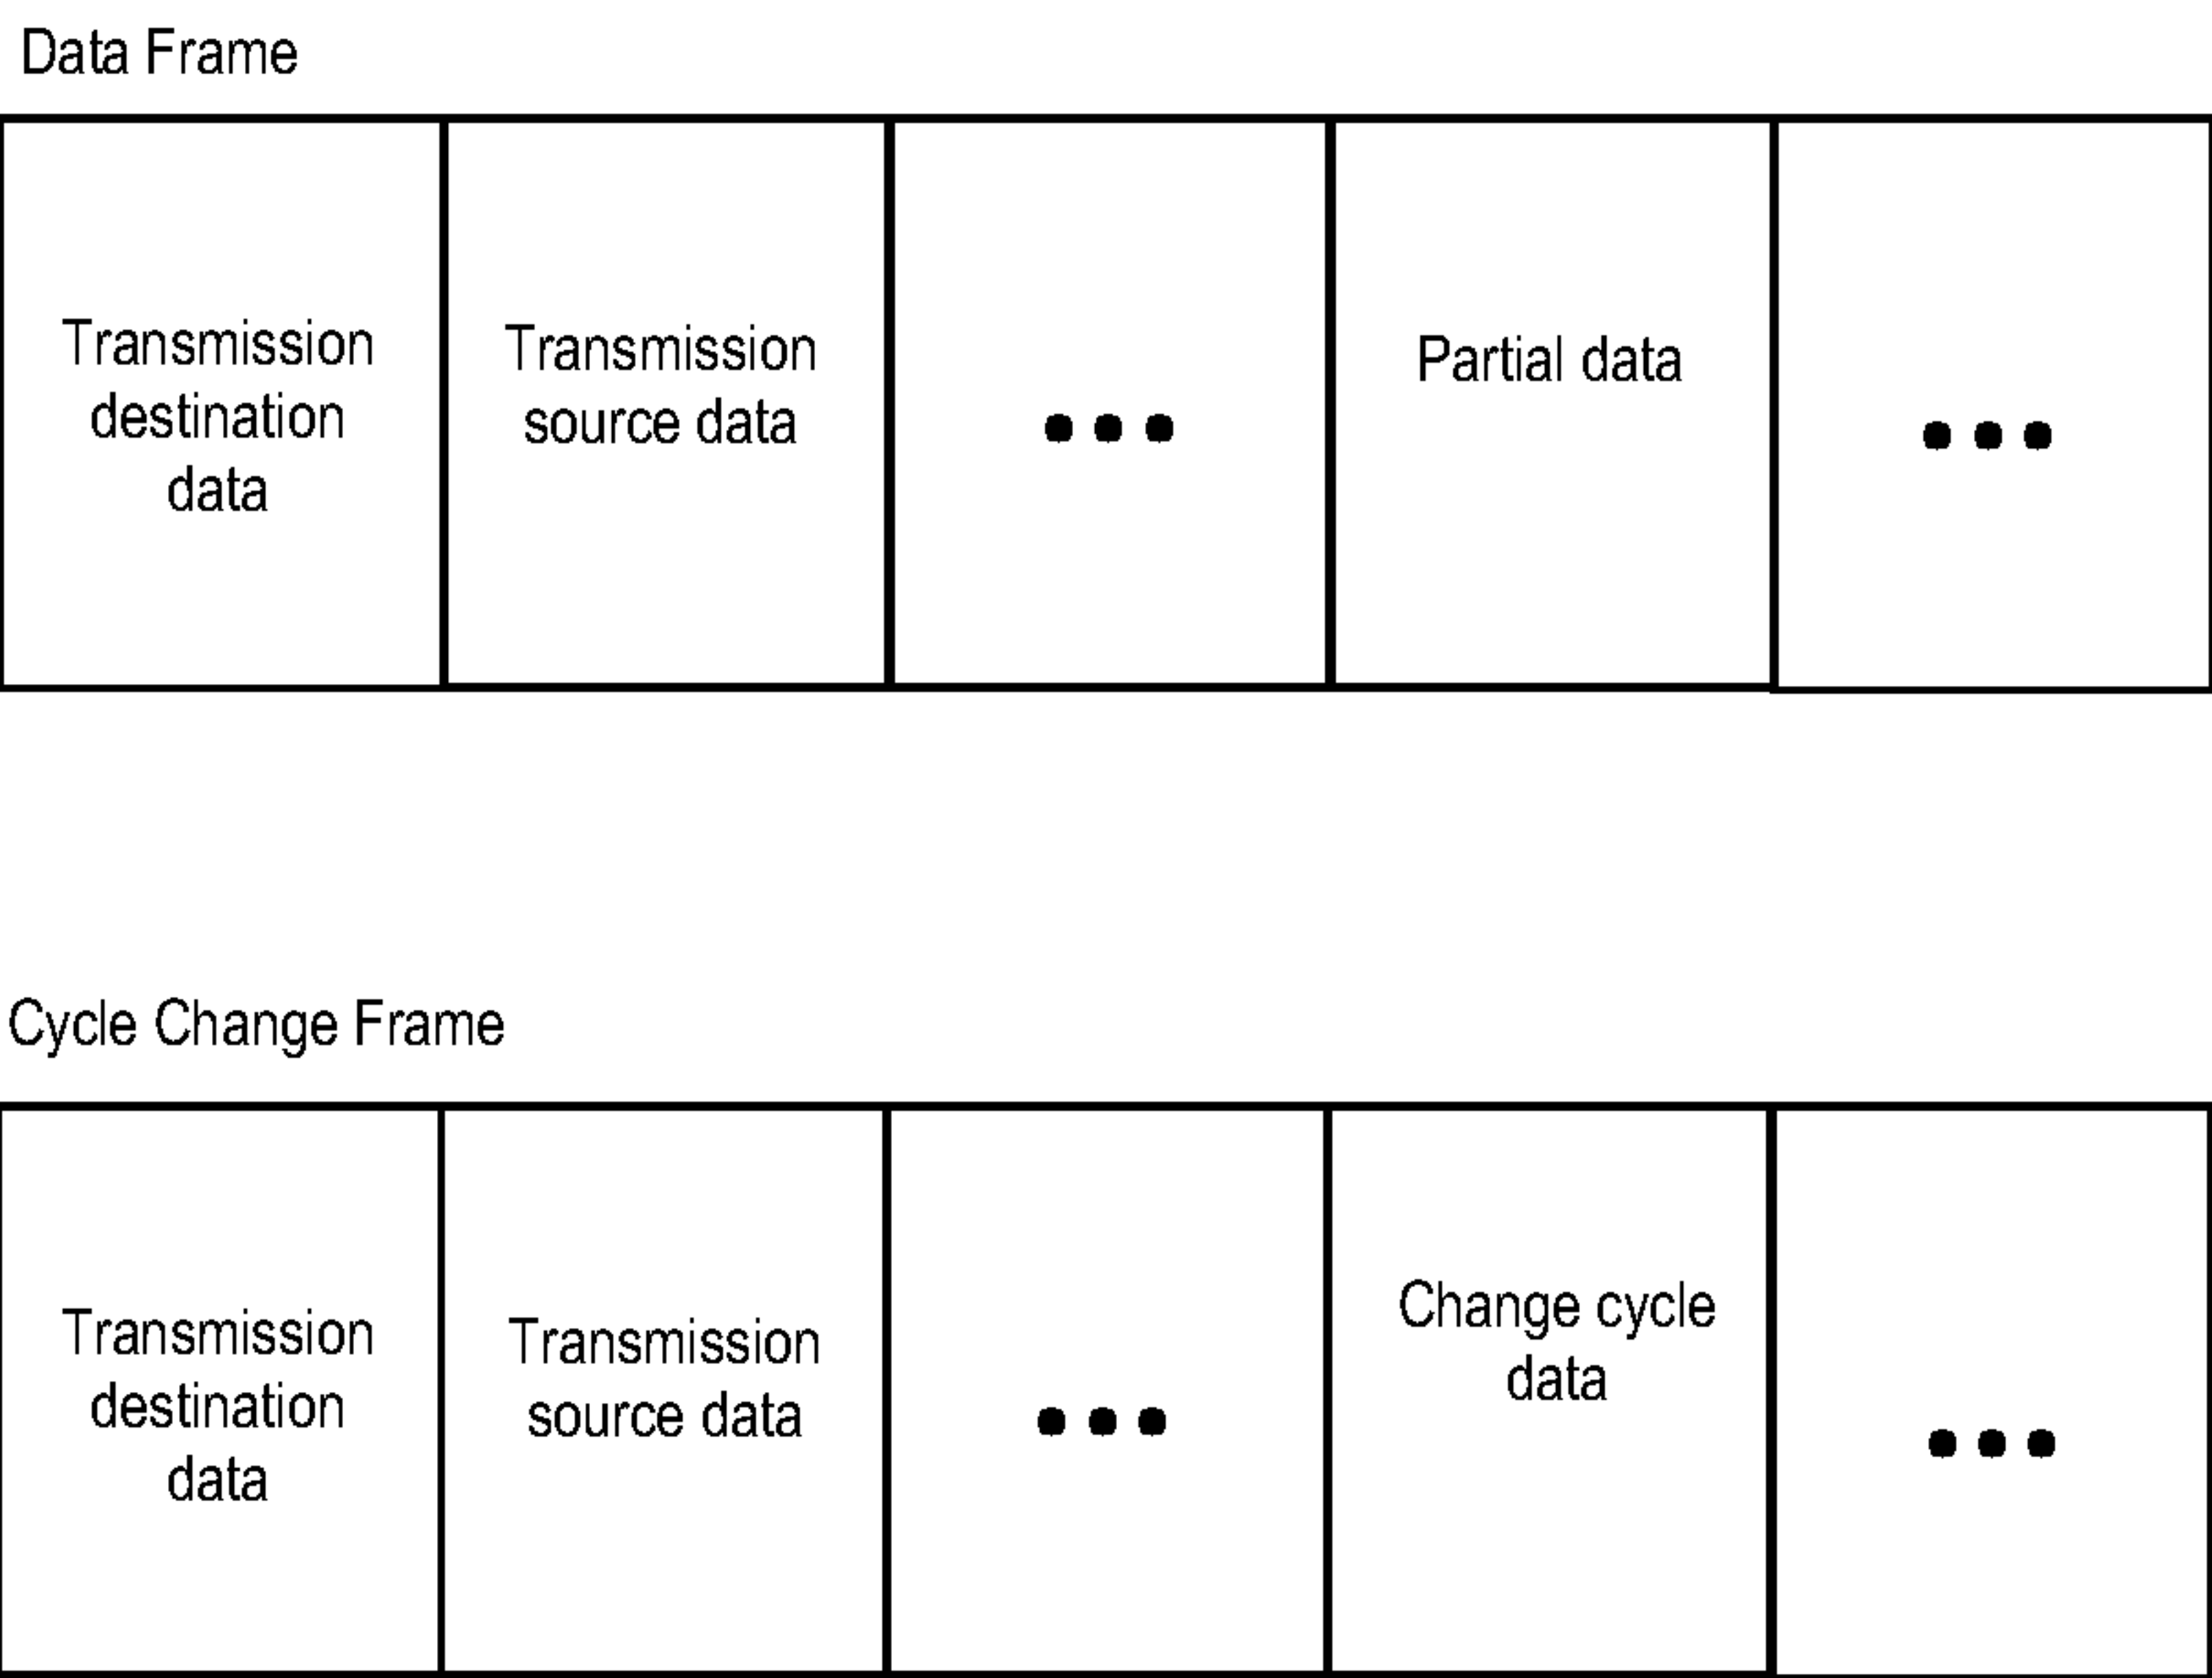 Data Frame
Transmission
destination
data
Transmission
source data
•••
Partial data
•••
Cycle Change Frame
Transmission
destination
data
Transmission
source data
•••
Change cycle
data
•••